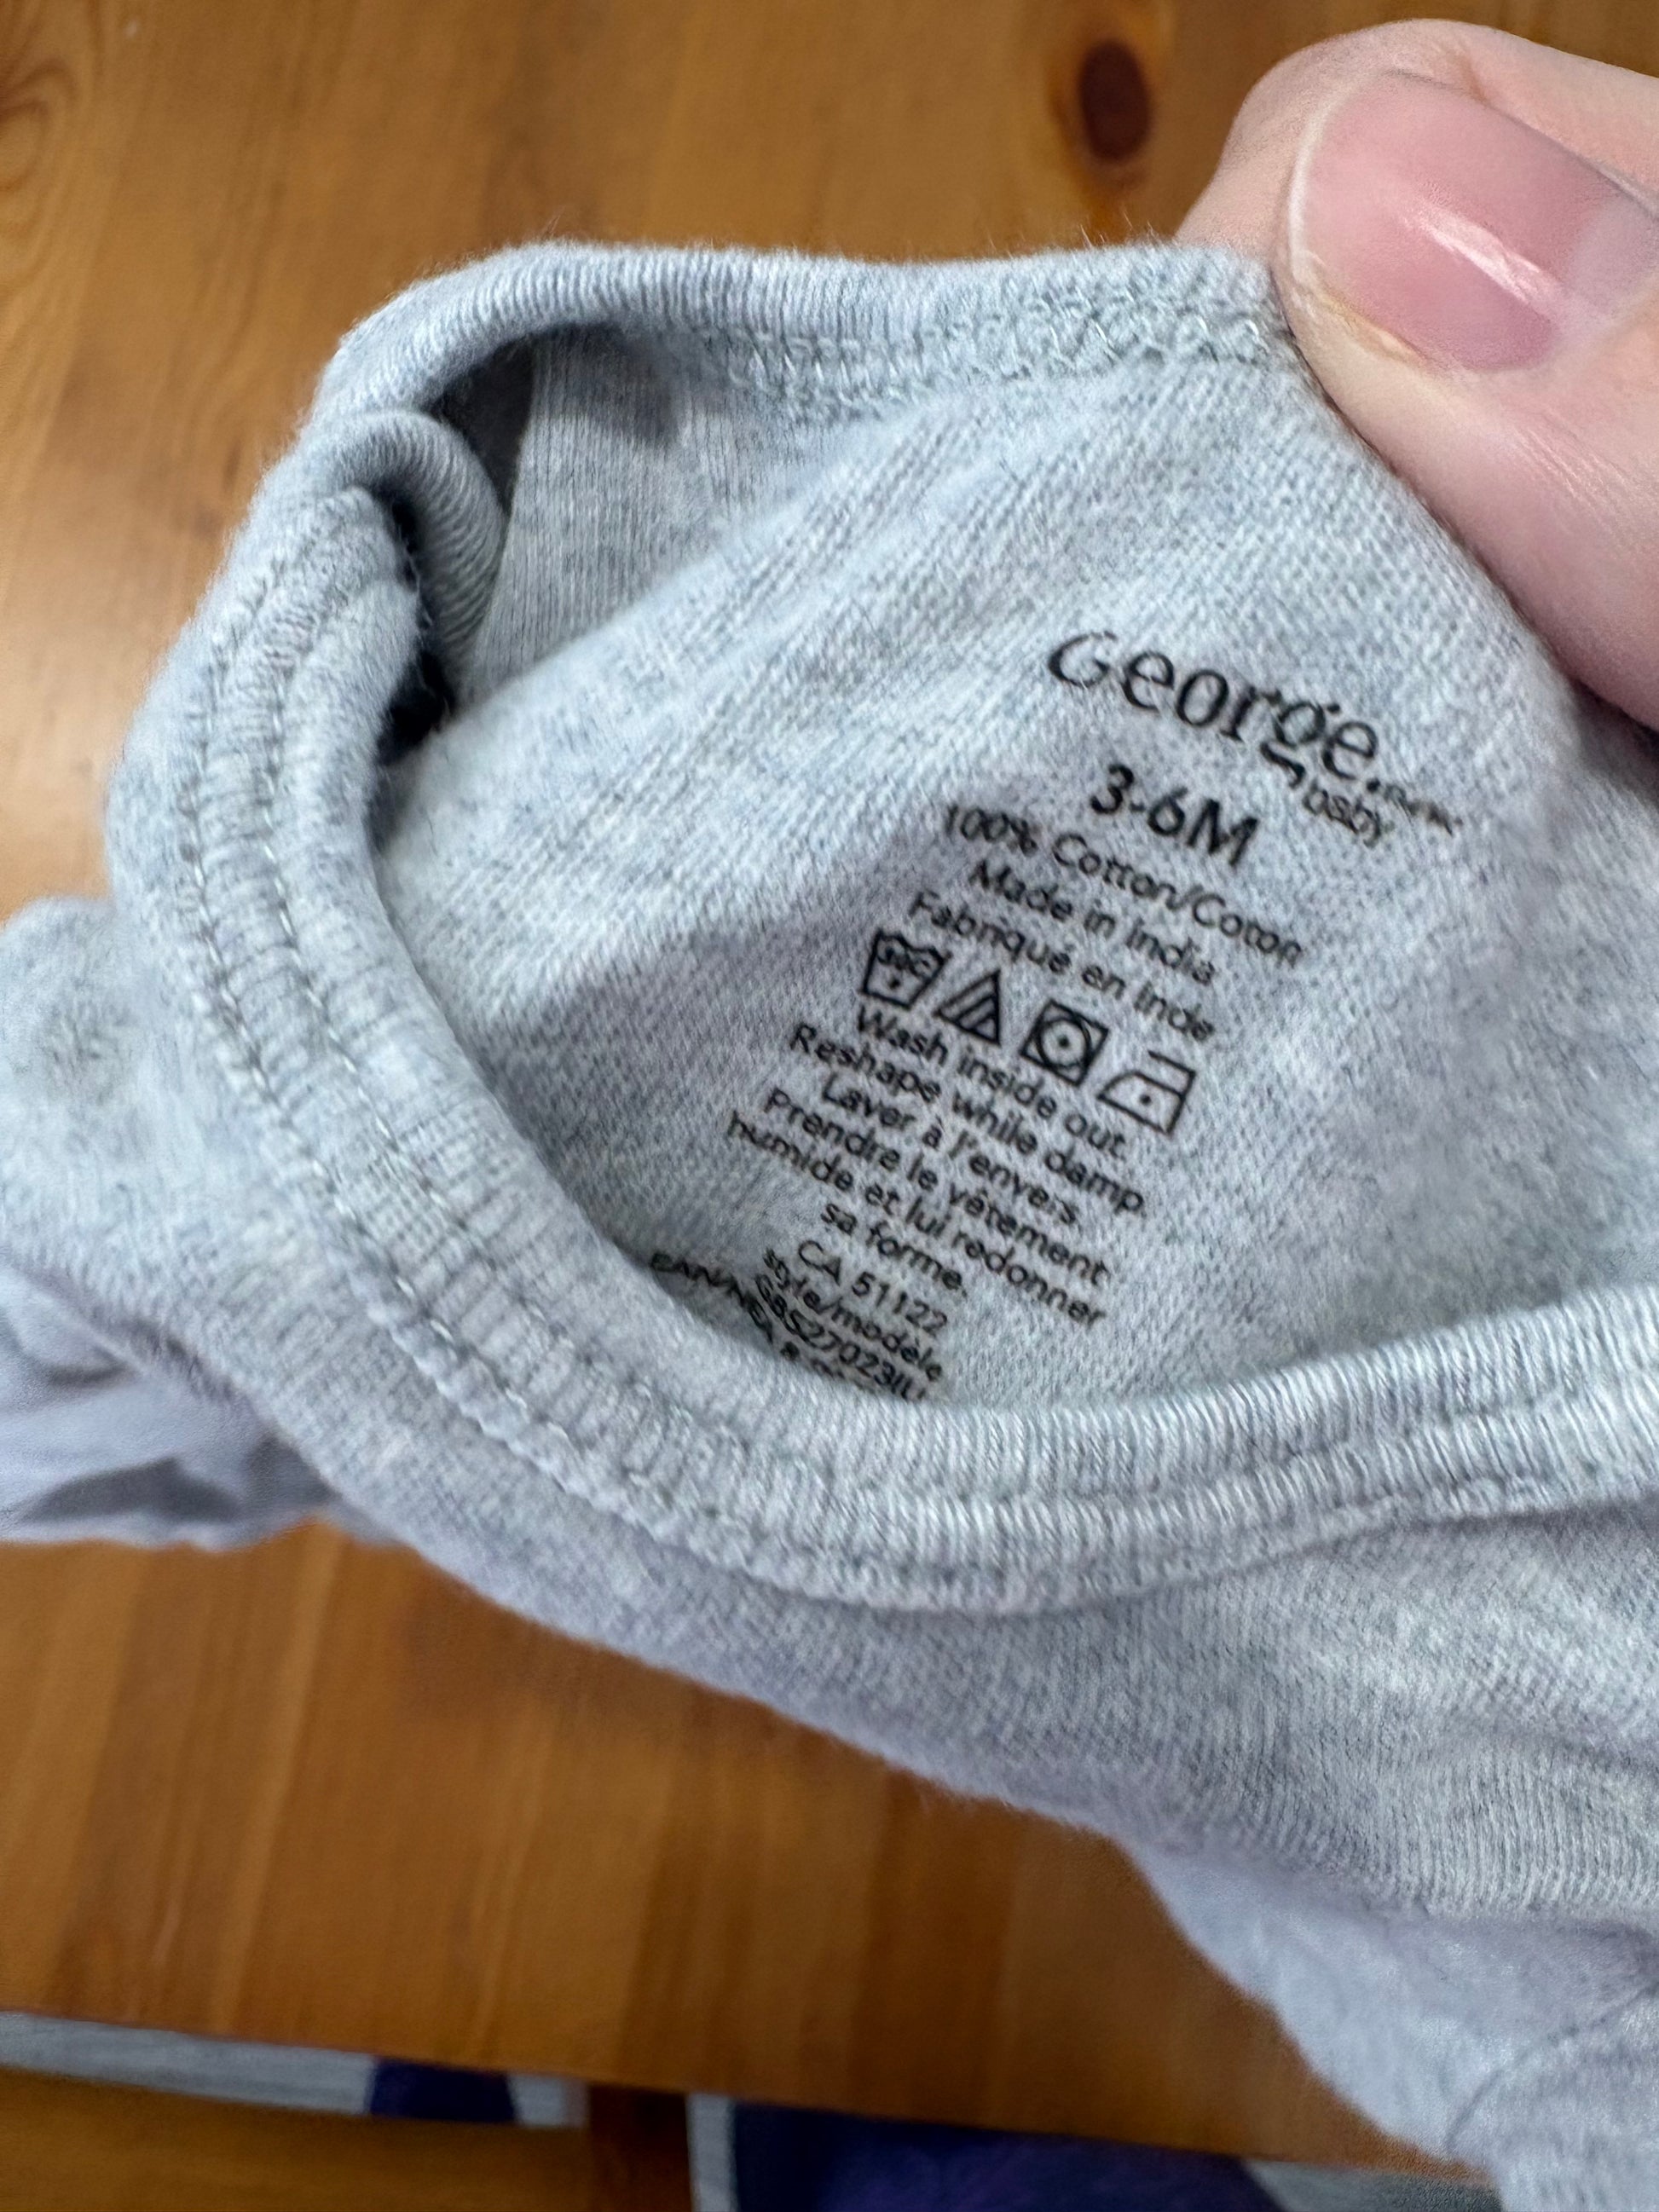 George.
baby
3-6M
100% Cotton/Coton
Made in India
Fabriqué en Inde
Wash inside out.
Reshape while damp.
Laver à l'envers.
Prendre le vêtement
humide et lui redonner
sa forme.
CA 51122
style/modèle